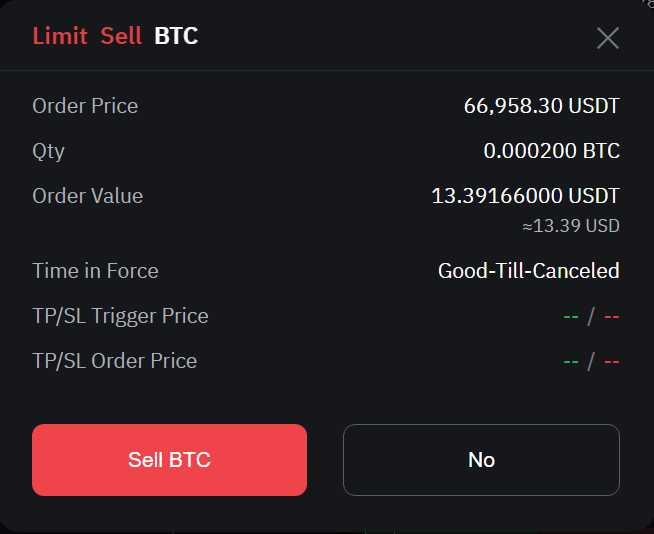 Limit Sell BTC
Order Price 66,958.30 USDT
Qty 0.000200 BTC
Order Value 13.39166000 USDT
≈13.39 USD
Time in Force Good-Till-Canceled
TP/SL Trigger Price -- / --
TP/SL Order Price -- / --
Sell BTC No